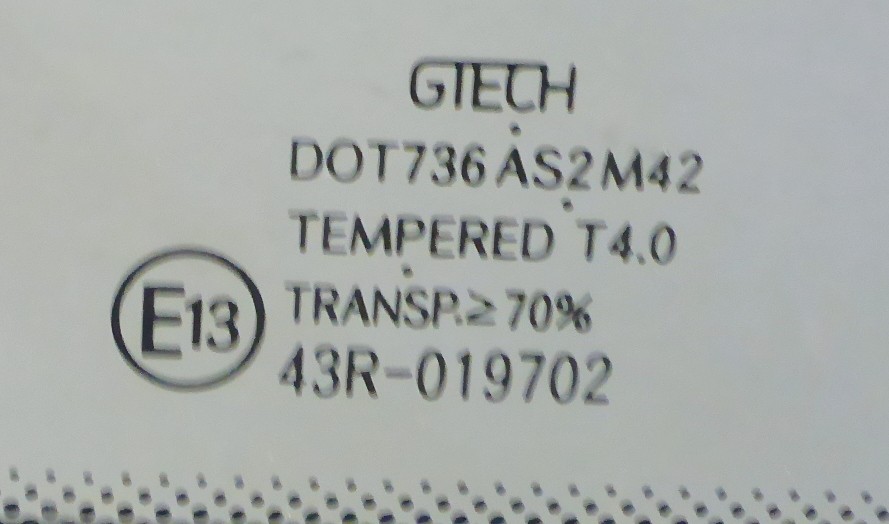 GTECH
DOT736 AS2 M42
TEMPERED T4.0
TRANSP.≥70%
E13
43R-019702